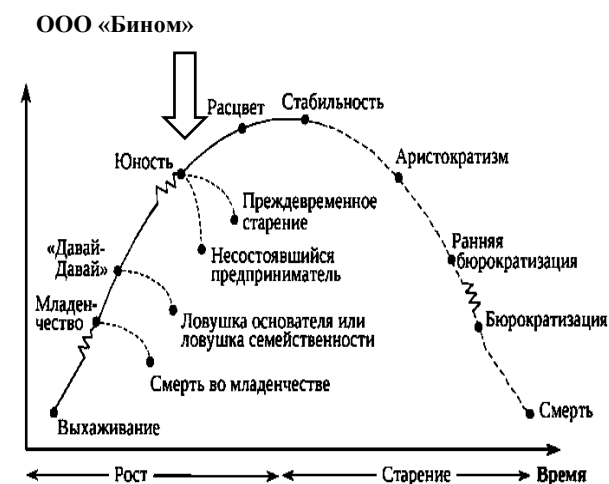 ООО «Бином»
Расцвет
Стабильность
Юность
Аристократизм
Преждевременное
старение
«Давай-
Давай»
Несостоявшийся
предприниматель
Ранняя
бюрократизация
Младен-
чество
Ловушка основателя или
ловушка семейственности
Бюрократизация
Смерть во младенчестве
Смерть
Выхаживание
Рост
Старение
Время